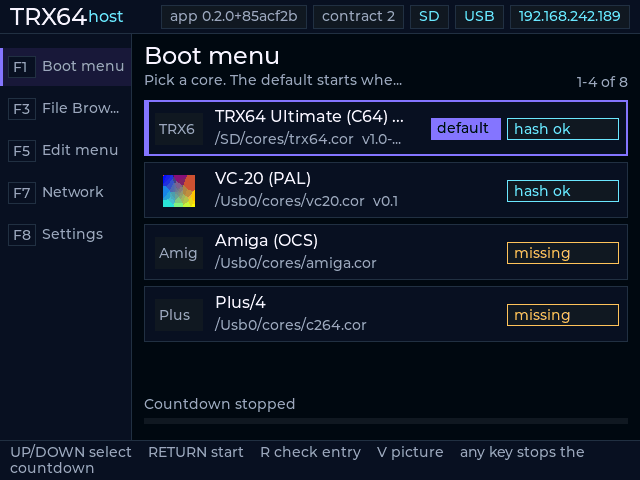 TRX64 host
app 0.2.0+85acf2b contract 2 SD USB 192.168.242.189
F1 Boot menu
F3 File Brow...
F5 Edit menu
F7 Network
F8 Settings
Boot menu
Pick a core. The default starts whe...
1-4 of 8
TRX6
TRX64 Ultimate (C64) ...
/SD/cores/trx64.cor v1.0-...
default
hash ok
VC-20 (PAL)
/Usb0/cores/vc20.cor v0.1
hash ok
Amig
Amiga (OCS)
/Usb0/cores/amiga.cor
missing
Plus
Plus/4
/Usb0/cores/c264.cor
missing
Countdown stopped
UP/DOWN select RETURN start R check entry V picture any key stops the
countdown